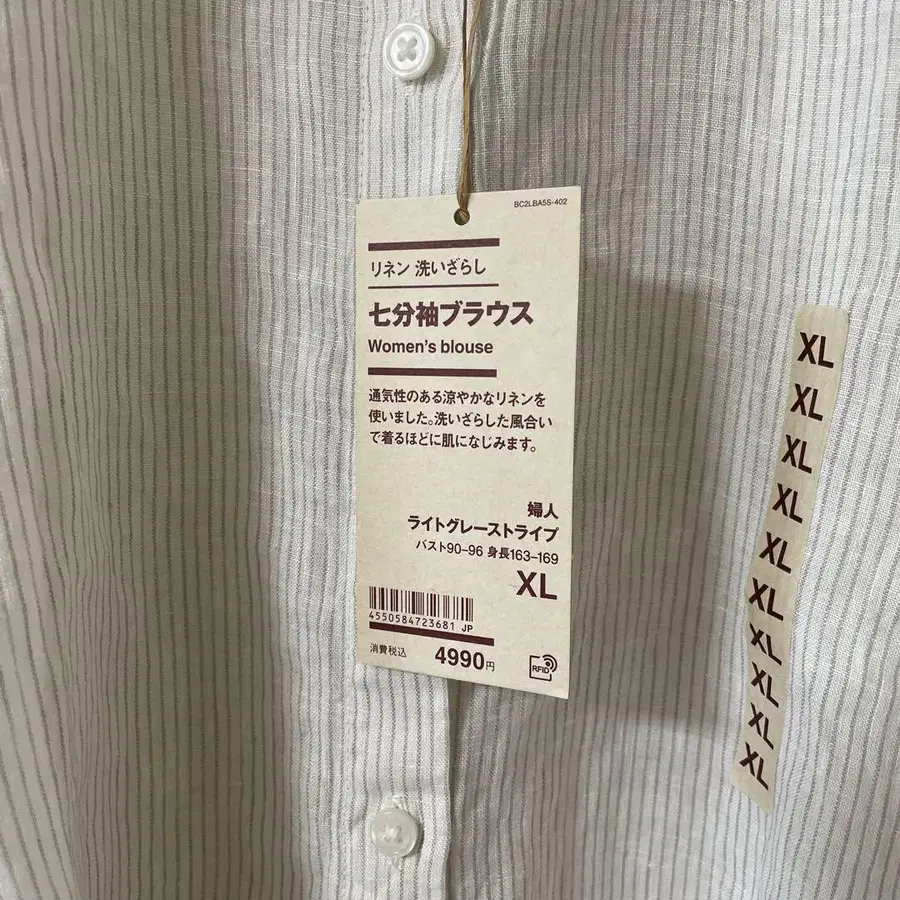 BC2LBA5S-402
リネン 洗いざらし
七分袖ブラウス
Women's blouse
通気性のある涼やかなリネンを
使いました。洗いざらした風合い
で着るほどに肌になじみます。
婦人
ライトグレーストライプ
バスト90-96 身長163-169
XL
4550584723681 JP
消費税込 4990円
RFID
XL
XL
XL
XL
XL
XL
XL
XL
XL
XL